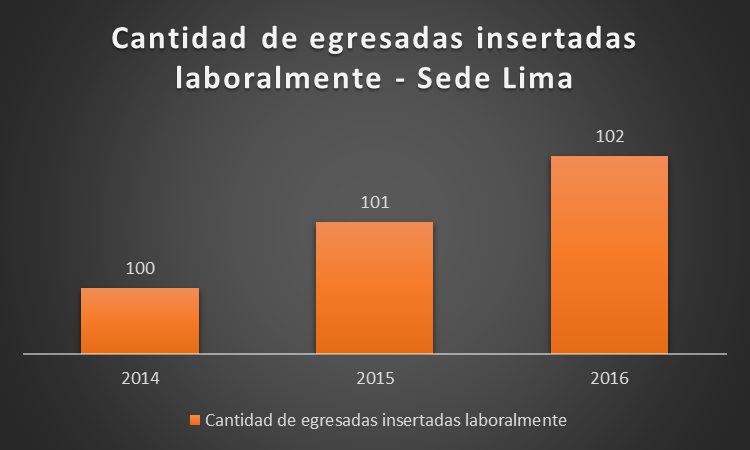 Cantidad de egresadas insertadas
laboralmente - Sede Lima
102
101
100
2014 2015 2016
Cantidad de egresadas insertadas laboralmente